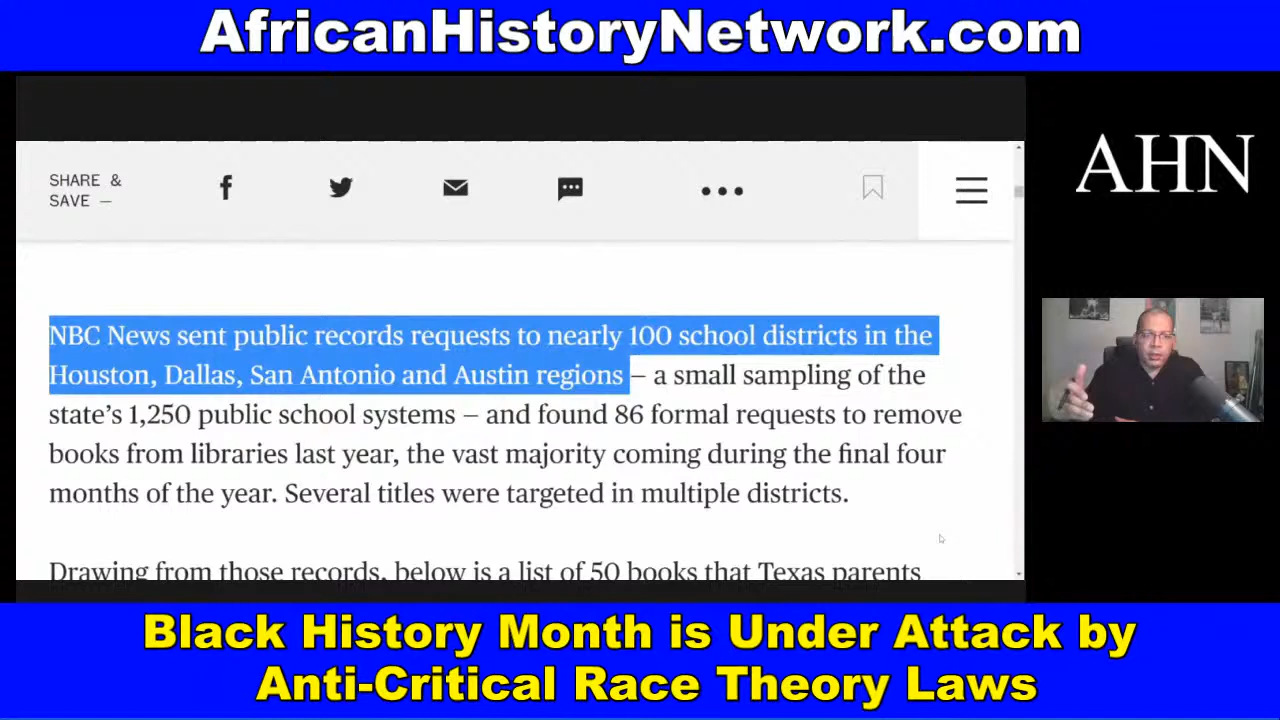 AfricanHistoryNetwork.com
SHARE &
SAVE —
AHN
NBC News sent public records requests to nearly 100 school districts in the
Houston, Dallas, San Antonio and Austin regions — a small sampling of the
state’s 1,250 public school systems — and found 86 formal requests to remove
books from libraries last year, the vast majority coming during the final four
months of the year. Several titles were targeted in multiple districts.
Drawing from those records, below is a list of 50 books that Texas parents
Black History Month is Under Attack by
Anti-Critical Race Theory Laws